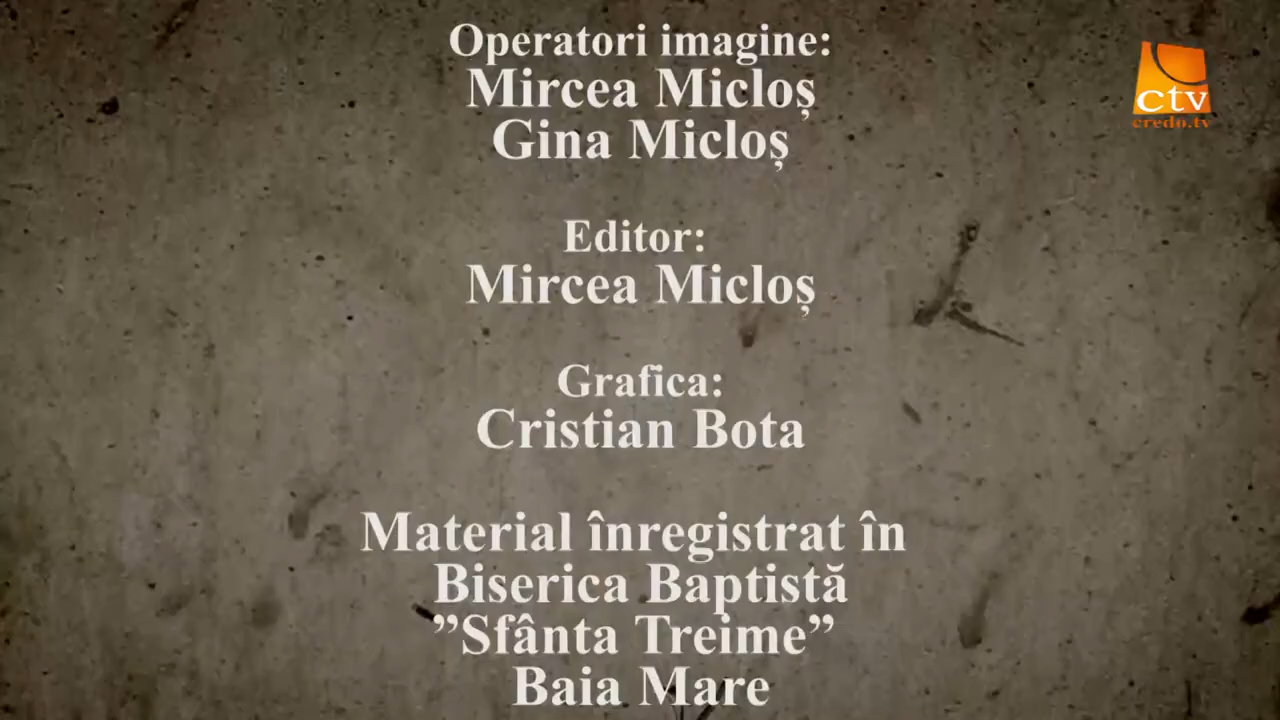 Operatori imagine:
Mircea Micloș
Gina Micloș
ctv
credo.tv
Editor:
Mircea Micloș
Grafica:
Cristian Bota
Material înregistrat în
Biserica Baptistă
”Sfânta Treime”
Baia Mare